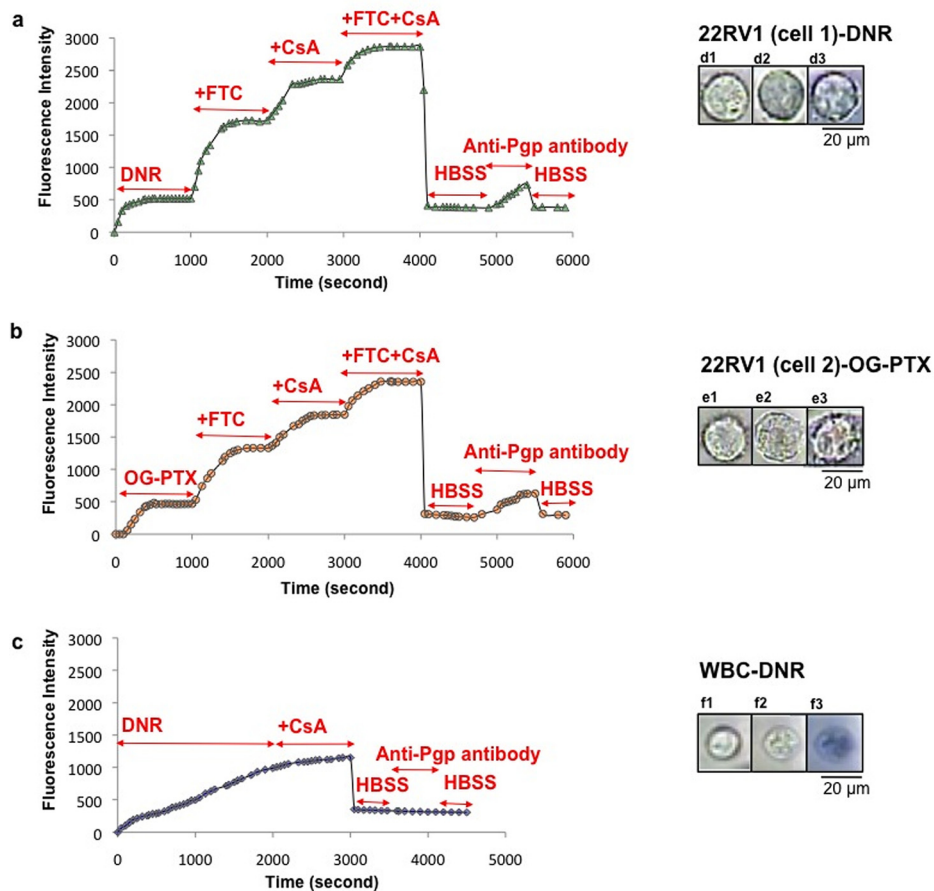 a
Fluorescence Intensity
3000
2500
2000
1500
1000
500
0
DNR
+FTC
+CsA
+FTC+CsA
HBSS
Anti-Pgp antibody
HBSS
0 1000 2000 3000 4000 5000 6000
Time (second)
22RV1 (cell 1)-DNR
d1 d2 d3
20 µm
b
Fluorescence Intensity
3000
2500
2000
1500
1000
500
0
OG-PTX
+FTC
+CsA
+FTC+CsA
HBSS
Anti-Pgp antibody
HBSS
0 1000 2000 3000 4000 5000 6000
Time (second)
22RV1 (cell 2)-OG-PTX
e1 e2 e3
20 µm
c
Fluorescence Intensity
3000
2500
2000
1500
1000
500
0
DNR
+CsA
HBSS
Anti-Pgp antibody
HBSS
0 1000 2000 3000 4000 5000
Time (second)
WBC-DNR
f1 f2 f3
20 µm